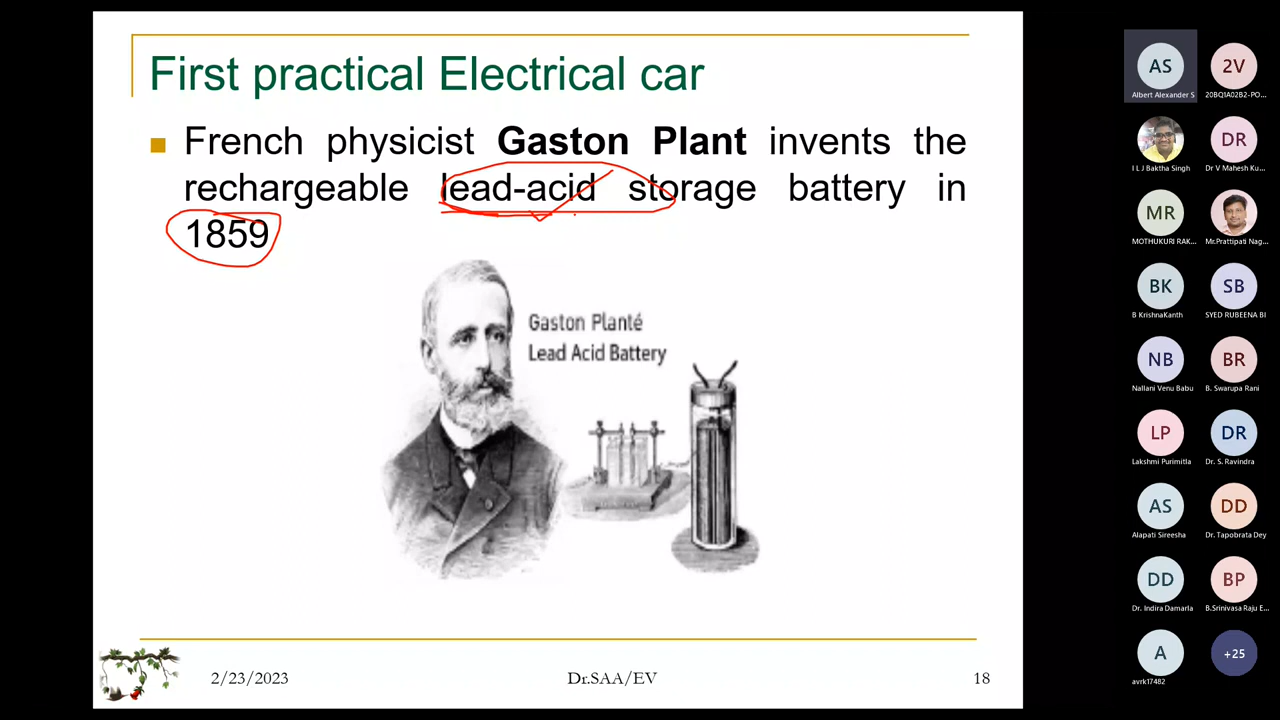 First practical Electrical car
French physicist Gaston Plant invents the
rechargeable lead-acid storage battery in
1859
Gaston Planté
Lead Acid Battery
2/23/2023
Dr.SAA/EV
18
AS
Albert Alexander S
2V
20BQ1A02B2-PO...
I L J Baktha Singh
DR
Dr V Mahesh Ku...
MR
MOTHUKURI RAK...
Mr.Prattipati Nag...
BK
B KrishnaKanth
SB
SYED RUBEENA BI
NB
Nallani Venu Babu
BR
B. Swarupa Rani
LP
Lakshmi Purimitla
DR
Dr. S. Ravindra
AS
Alapati Sireesha
DD
Dr. Tapobrata Dey
DD
Dr. Indira Damarla
BP
B.Srinivasa Raju E...
A
avrk17482
+25